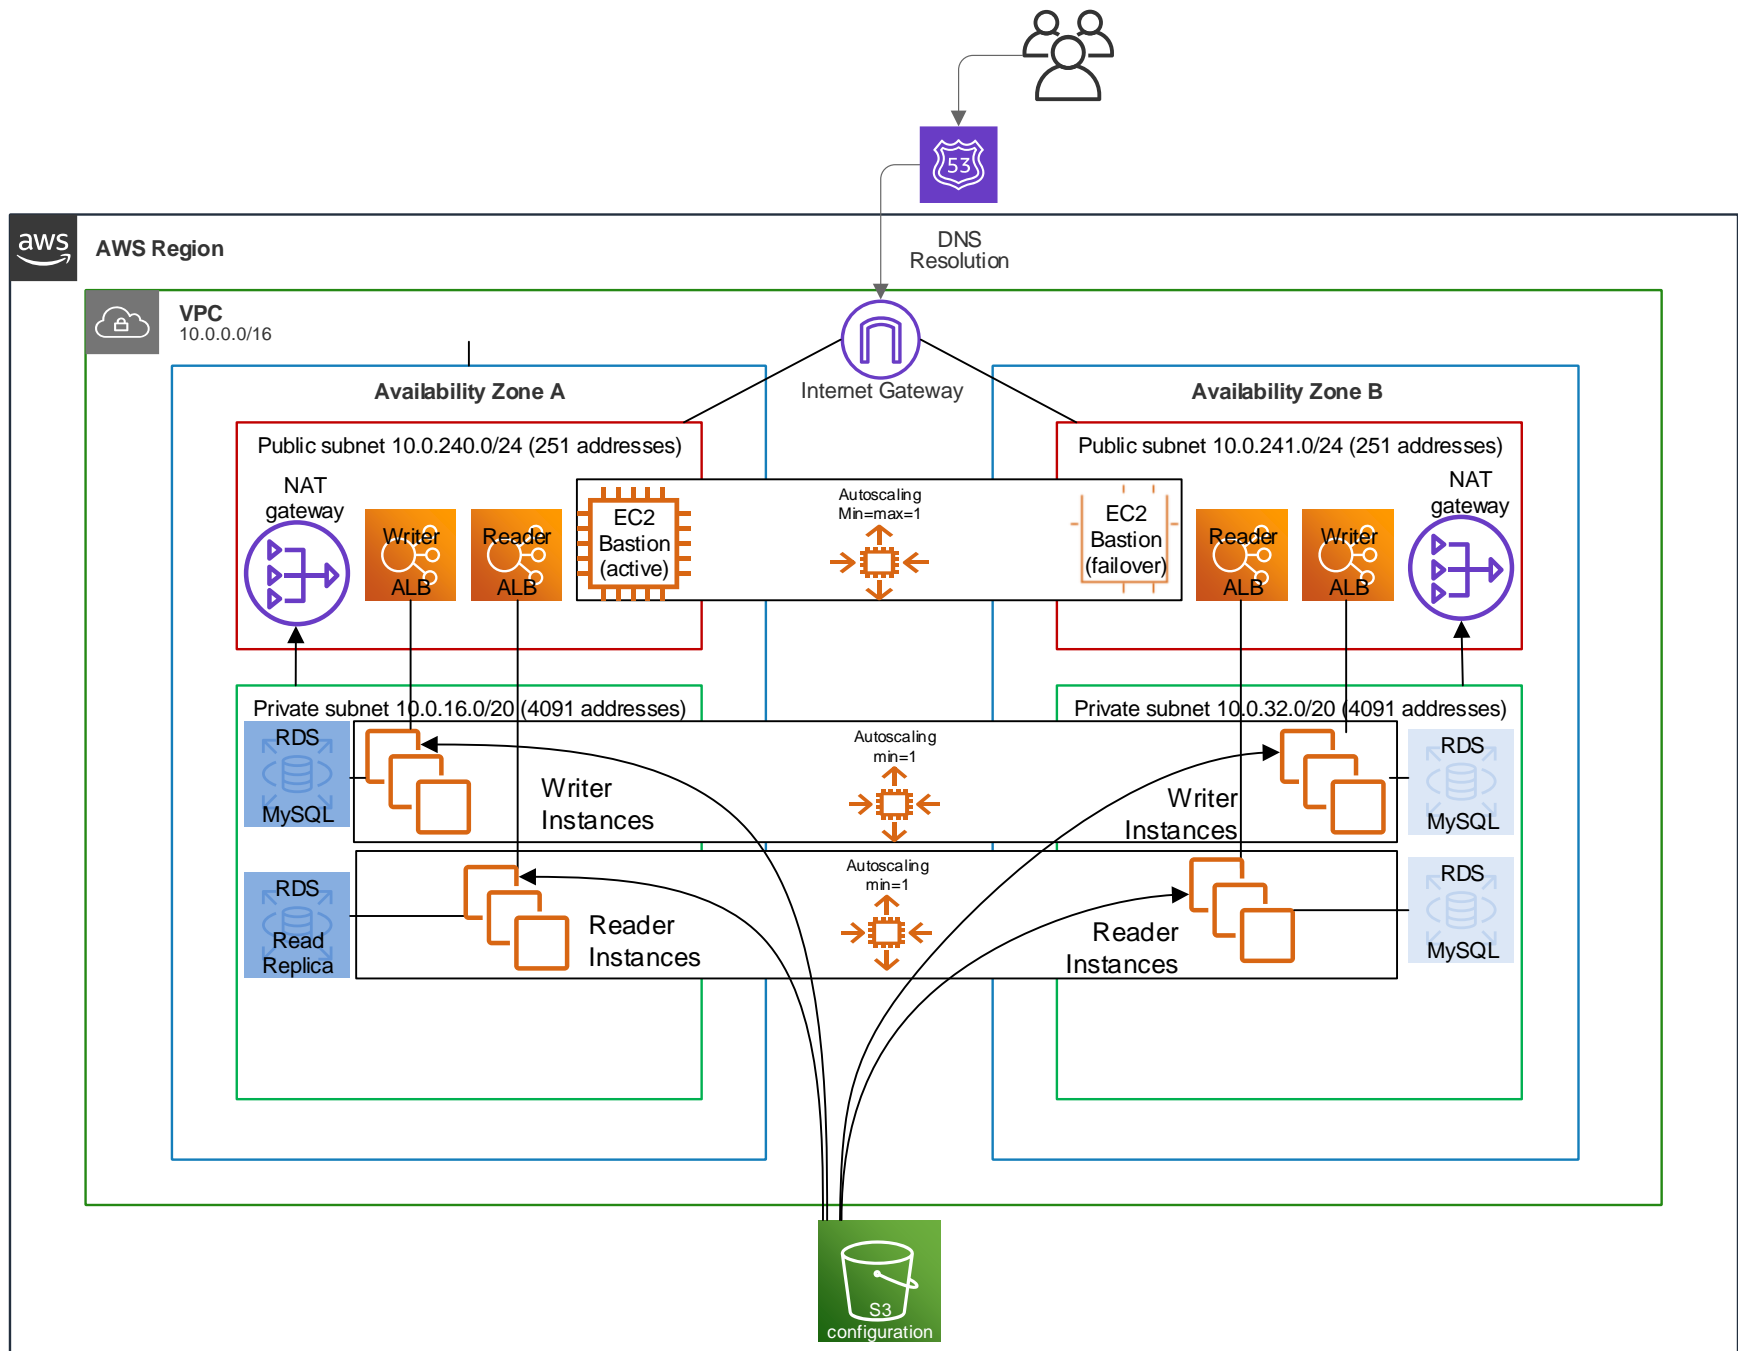 53
aws
AWS Region
DNS
Resolution
VPC
10.0.0.0/16
Internet Gateway
Availability Zone A
Availability Zone B
Public subnet 10.0.240.0/24 (251 addresses)
NAT
gateway
Writer
ALB
Reader
ALB
EC2
Bastion
(active)
Autoscaling
Min=max=1
Public subnet 10.0.241.0/24 (251 addresses)
EC2
Bastion
(failover)
Reader
ALB
Writer
ALB
NAT
gateway
Private subnet 10.0.16.0/20 (4091 addresses)
Private subnet 10.0.32.0/20 (4091 addresses)
RDS
MySQL
Writer
Instances
Autoscaling
min=1
Writer
Instances
RDS
MySQL
RDS
Read
Replica
Reader
Instances
Autoscaling
min=1
Reader
Instances
RDS
MySQL
S3
configuration